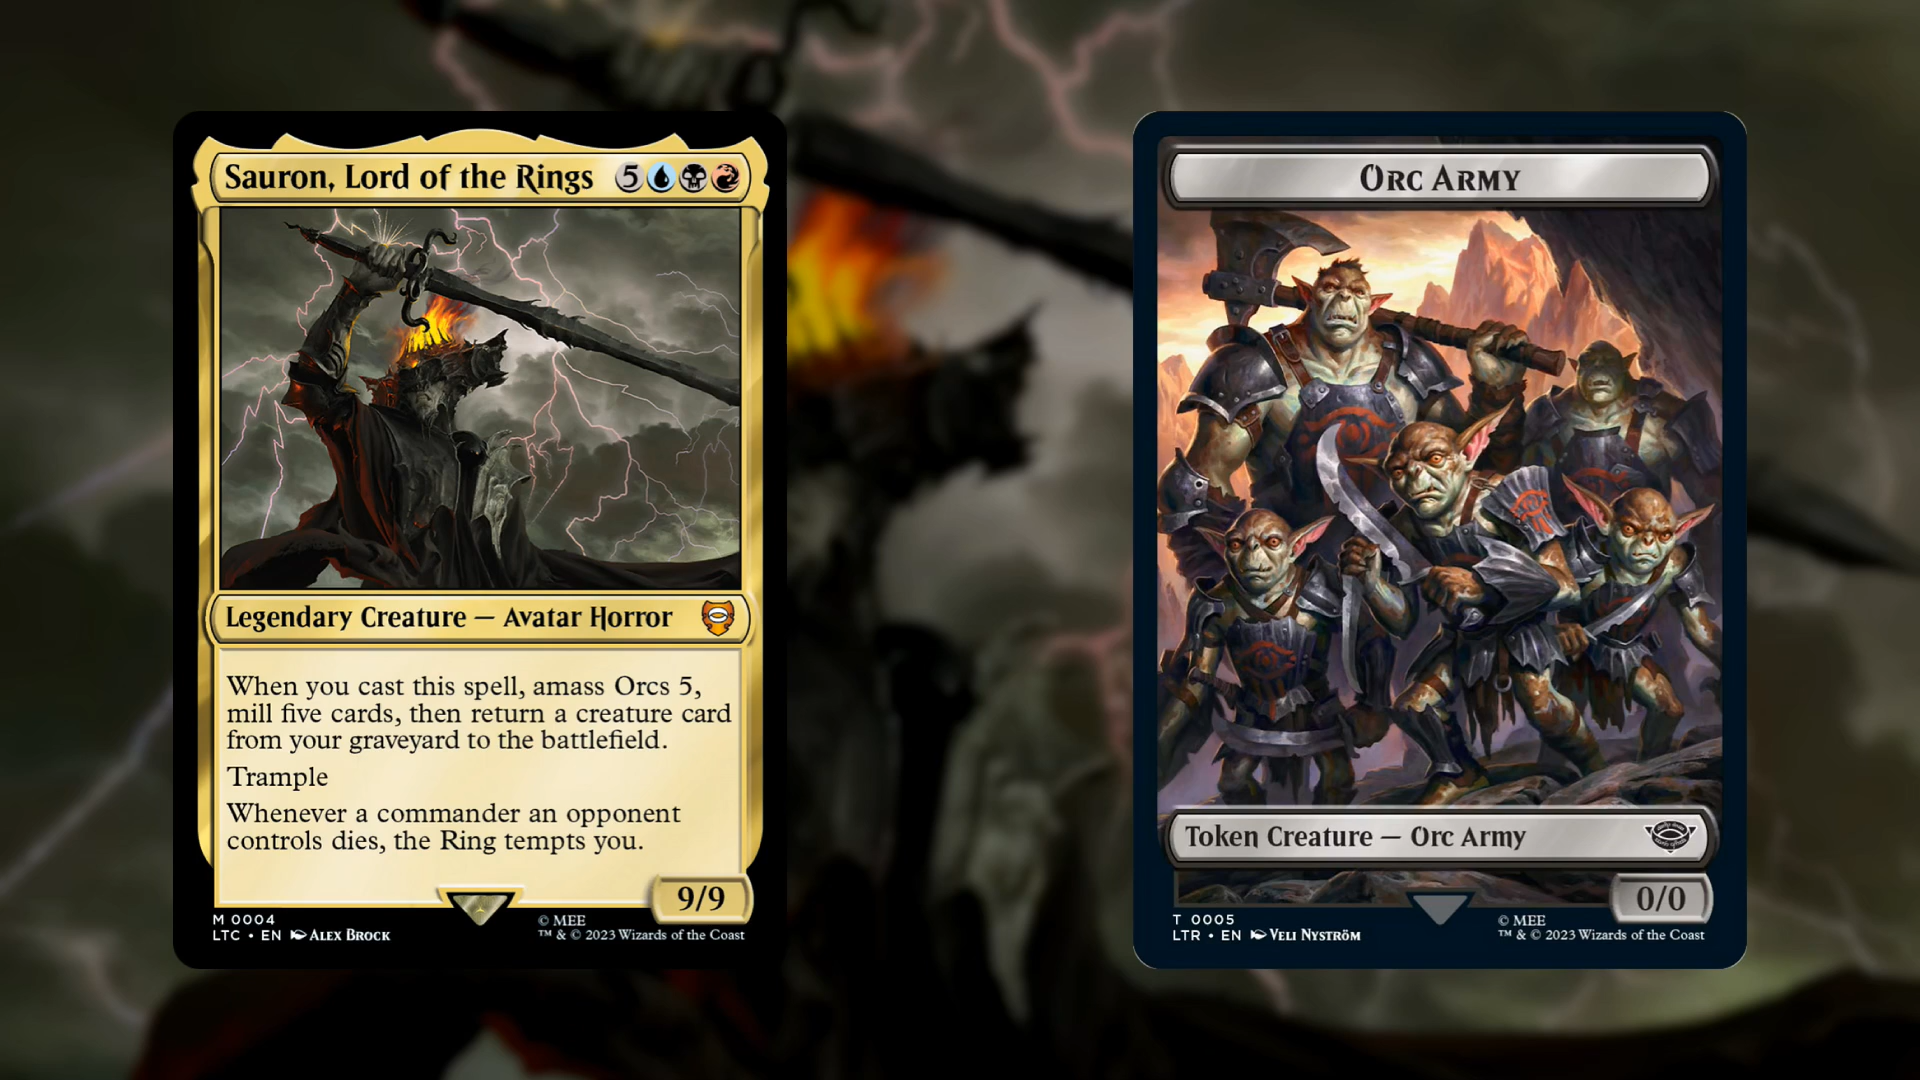 Sauron, Lord of the Rings 5
Legendary Creature — Avatar Horror
When you cast this spell, amass Orcs 5,
mill five cards, then return a creature card
from your graveyard to the battlefield.
Trample
Whenever a commander an opponent
controls dies, the Ring tempts you.
9/9
M 0004
LTC • EN ALEX BROCK
© MEE
™ & © 2023 Wizards of the Coast
Orc Army
Token Creature — Orc Army
0/0
T 0005
LTR • EN VELI NYSTRÖM
© MEE
™ & © 2023 Wizards of the Coast